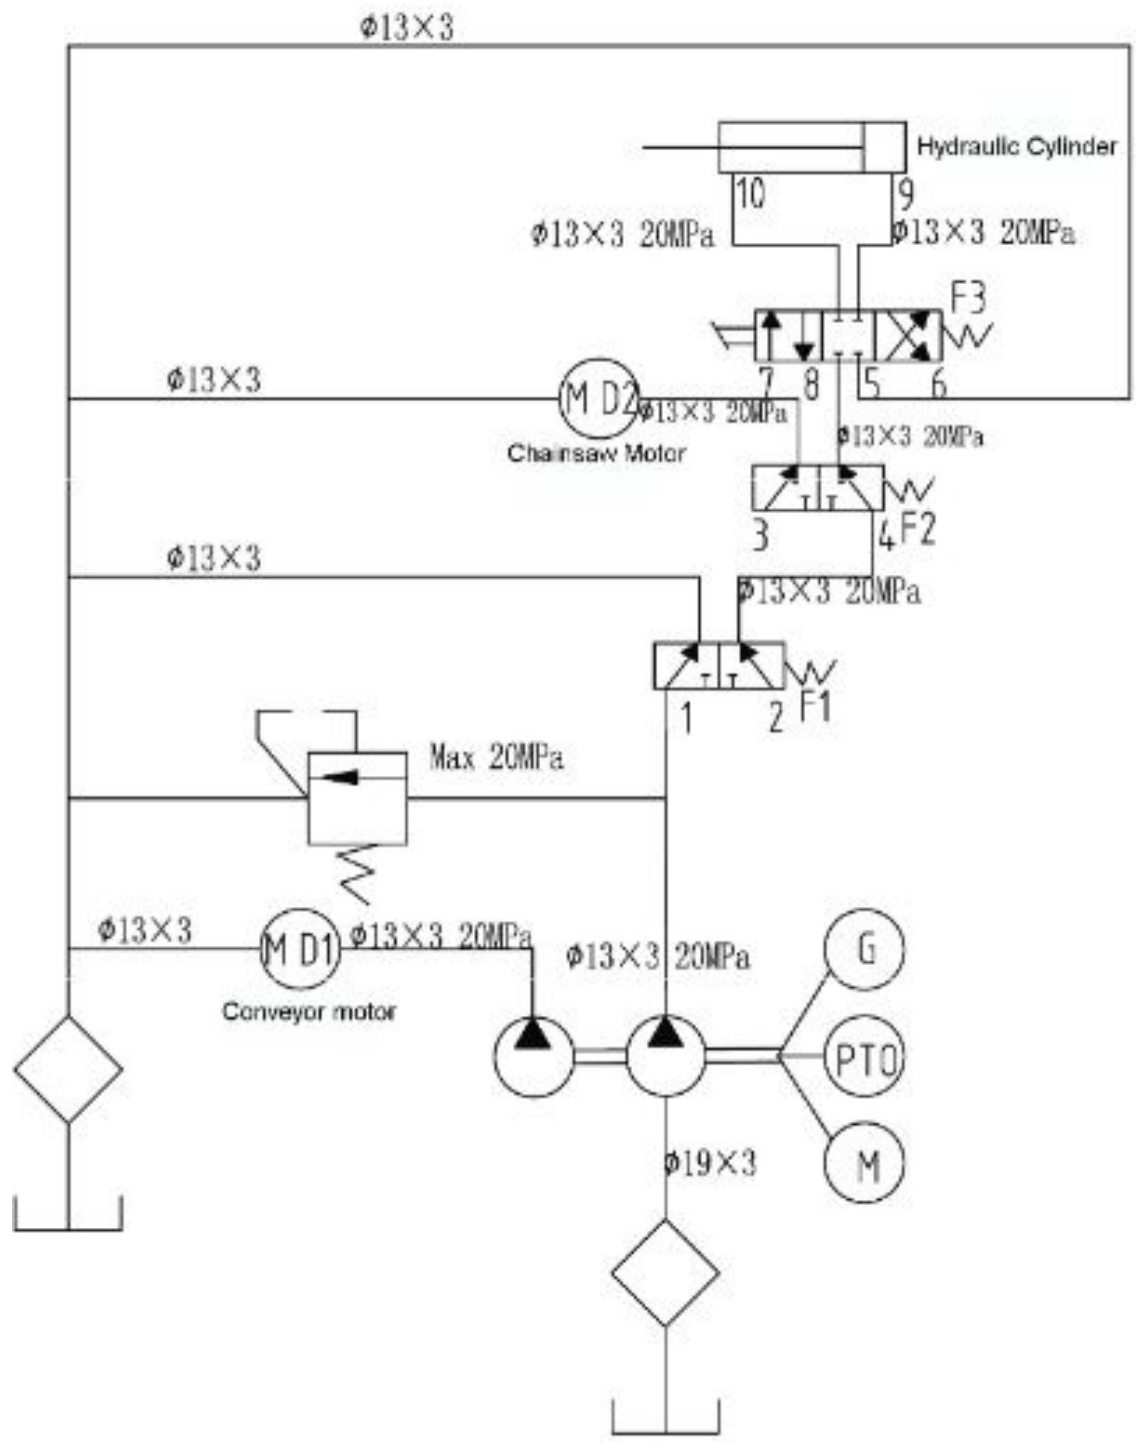 ϕ13×3
Hydraulic Cylinder
10
9
ϕ13×3 20MPa
ϕ13×3 20MPa
F3
ϕ13×3
M D2
7
8
5
6
ϕ13×3 20MPa
ϕ13×3 20MPa
Chainsaw Motor
3
4
F2
ϕ13×3
ϕ13×3 20MPa
1
2
F1
Max 20MPa
ϕ13×3
M D1
ϕ13×3 20MPa
ϕ13×3 20MPa
G
Conveyor motor
PTO
ϕ19×3
M